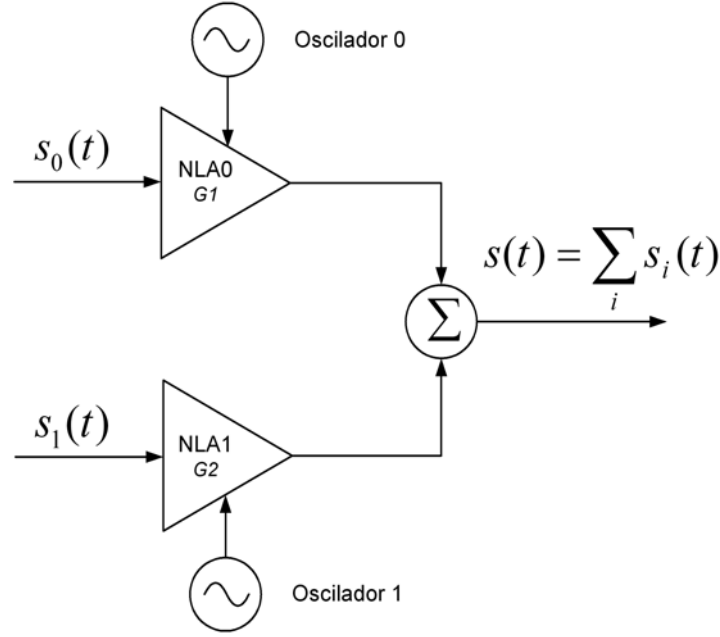 Oscilador 0
s₀(t)
NLA0
G1
s(t) = ∑ᵢ sᵢ(t)
Σ
s₁(t)
NLA1
G2
Oscilador 1